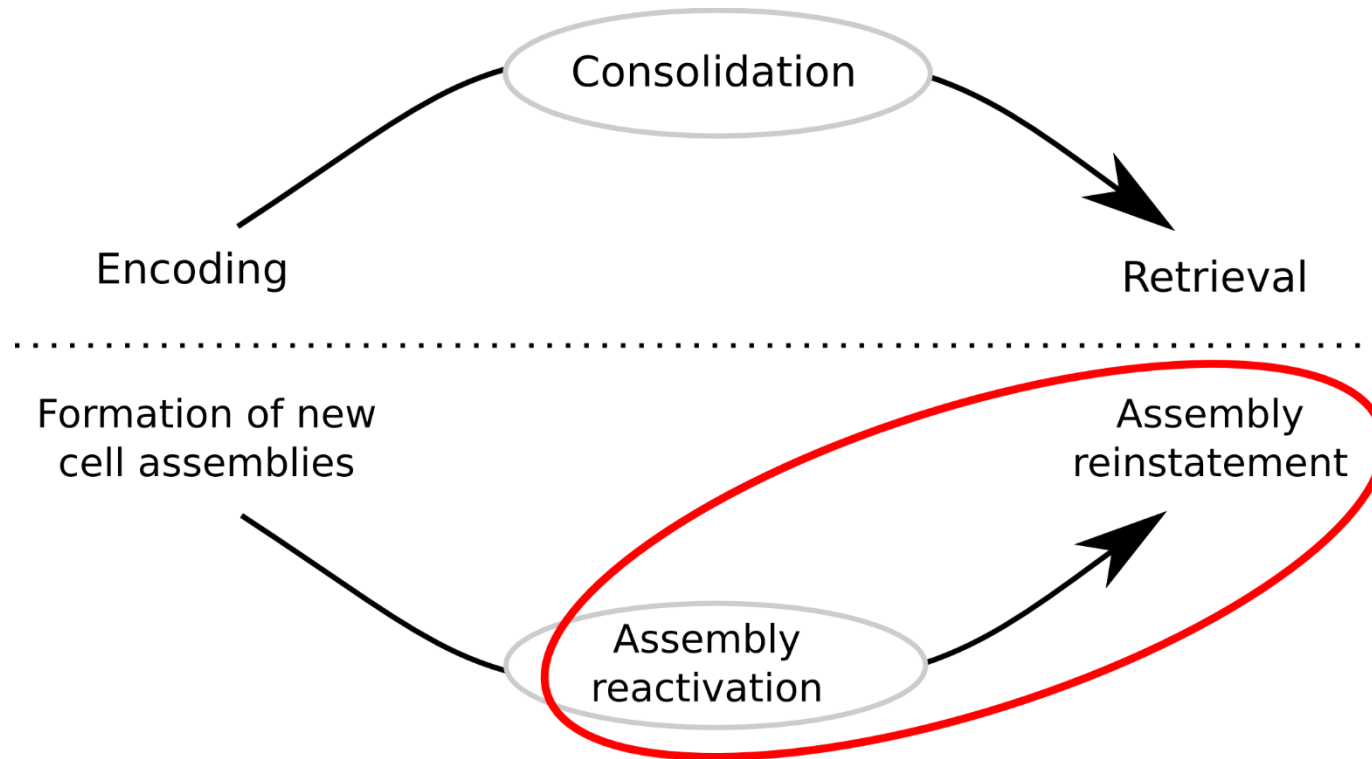 Consolidation
Encoding
Retrieval
Formation of new
cell assemblies
Assembly
reinstatement
Assembly
reactivation